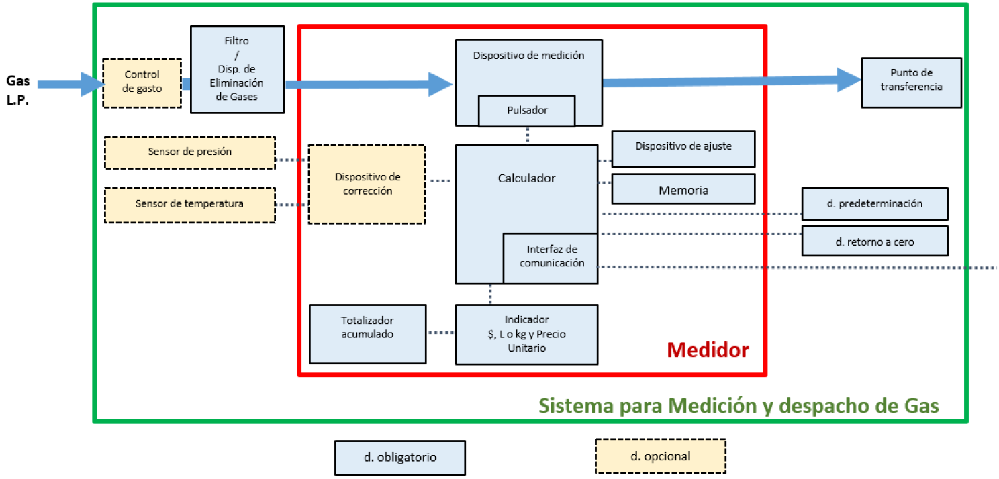 Gas
L.P.
Control
de gasto
Filtro
/
Disp. de
Eliminación
de Gases
Dispositivo de medición
Pulsador
Punto de
transferencia
Sensor de presión
Sensor de temperatura
Dispositivo de
corrección
Calculador
Dispositivo de ajuste
Memoria
d. predeterminación
d. retorno a cero
Interfaz de
comunicación
Totalizador
acumulado
Indicador
$, L o kg y Precio
Unitario
Medidor
Sistema para Medición y despacho de Gas
d. obligatorio
d. opcional